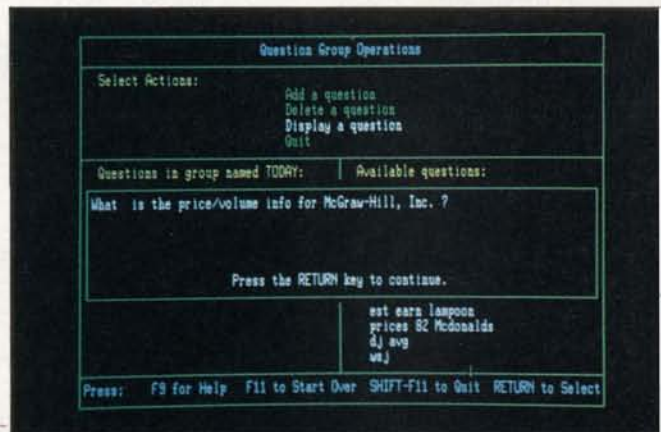 Question Group Operations
Select Actions:
Add a question
Delete a question
Display a question
Quit
Questions in group named TODAY: Available questions:
What is the price/volume info for McGraw-Hill, Inc. ?
Press the RETURN key to continue.
est earn lampoon
prices 82 Mcdonalds
dj avg
wsj
Press: F9 for Help F11 to Start Over SHIFT-F11 to Quit RETURN to Select